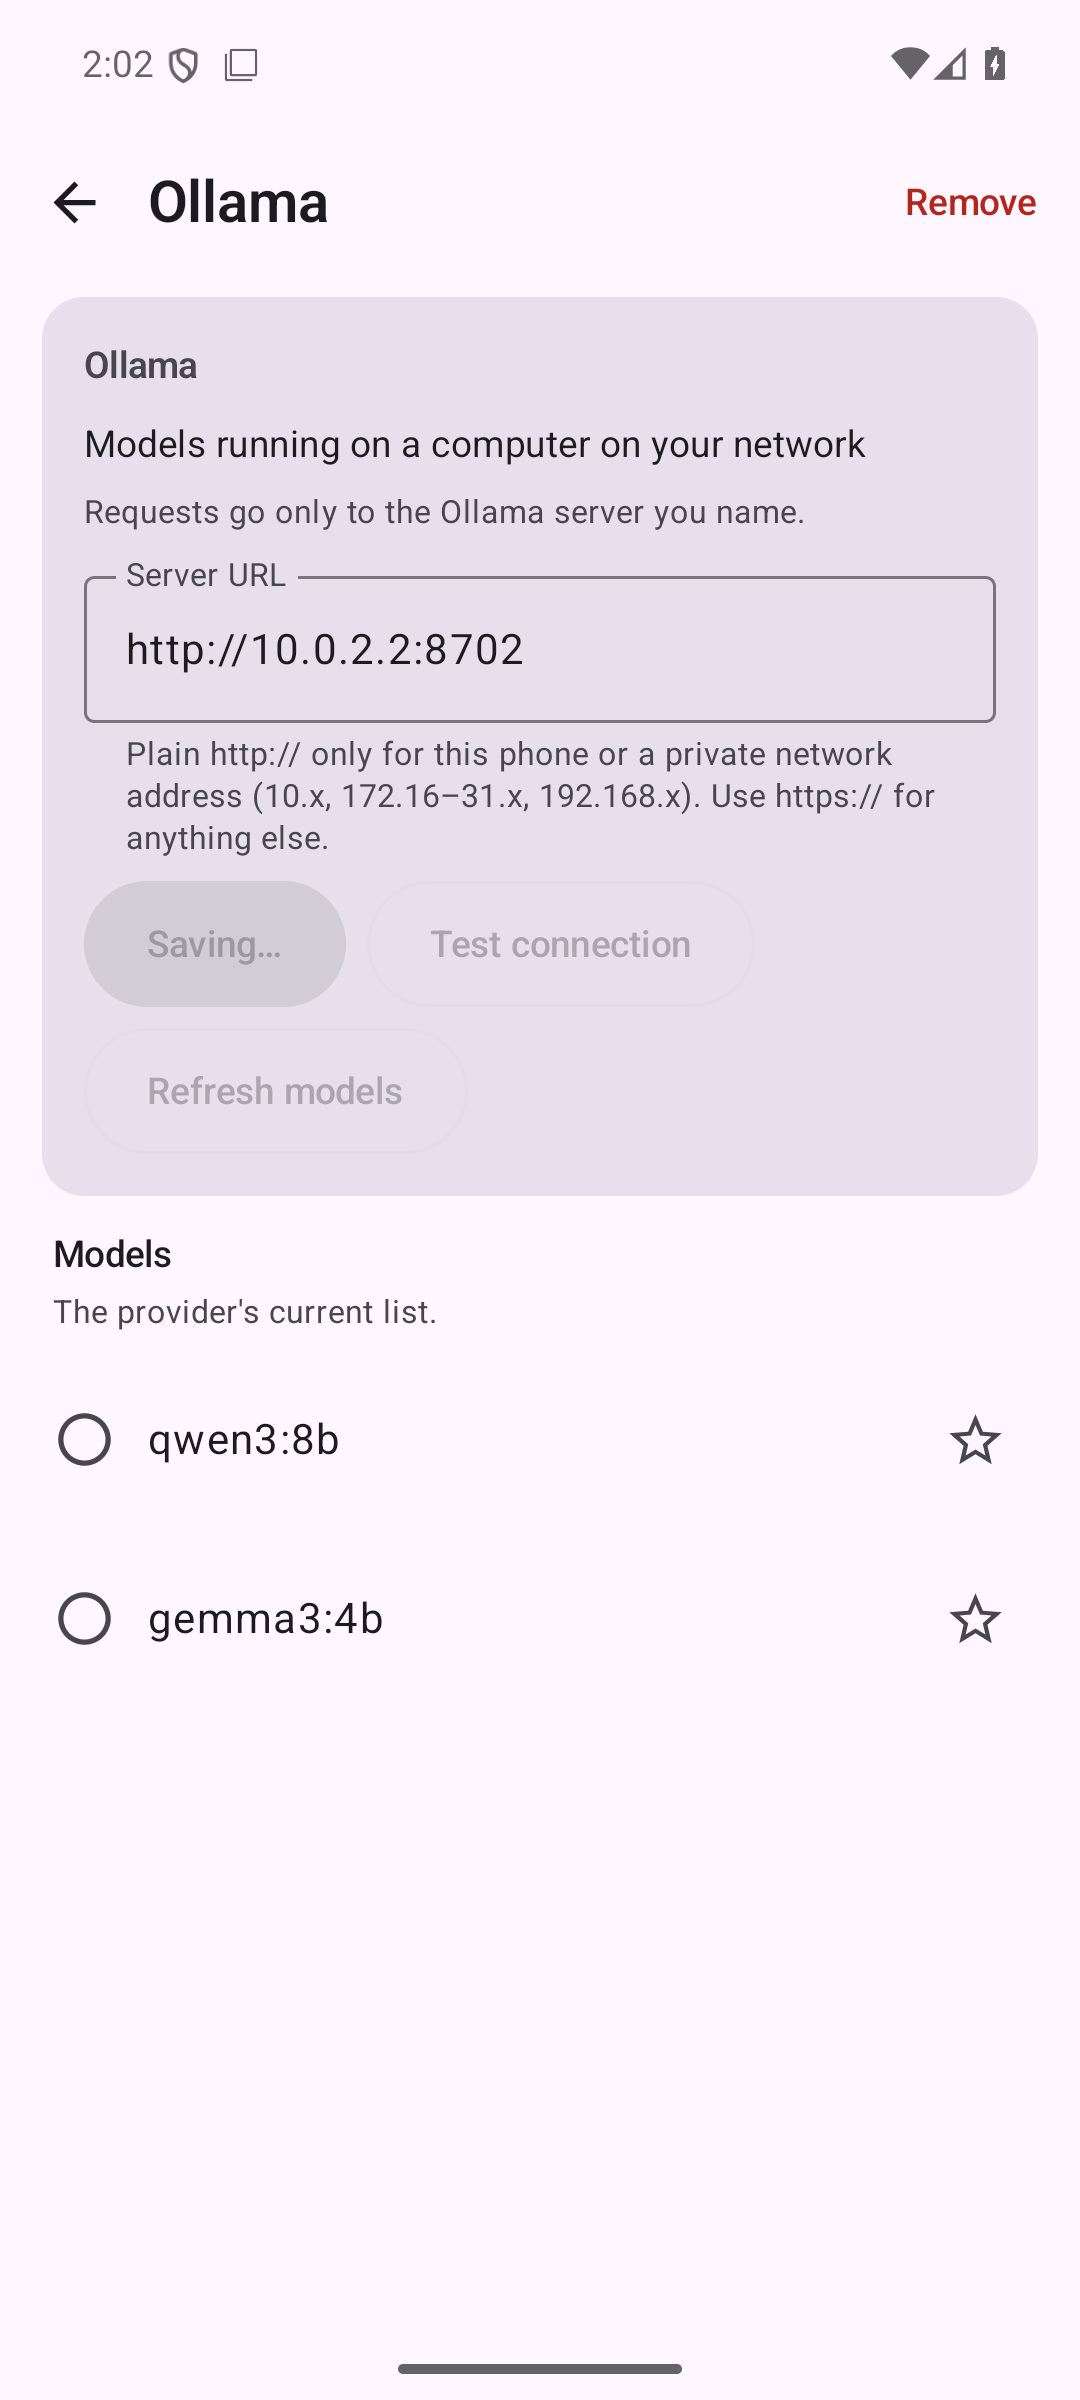 2:02
Ollama
Remove
Ollama
Models running on a computer on your network
Requests go only to the Ollama server you name.
Server URL
http://10.0.2.2:8702
Plain http:// only for this phone or a private network
address (10.x, 172.16–31.x, 192.168.x). Use https:// for
anything else.
Saving…
Test connection
Refresh models
Models
The provider's current list.
qwen3:8b
gemma3:4b